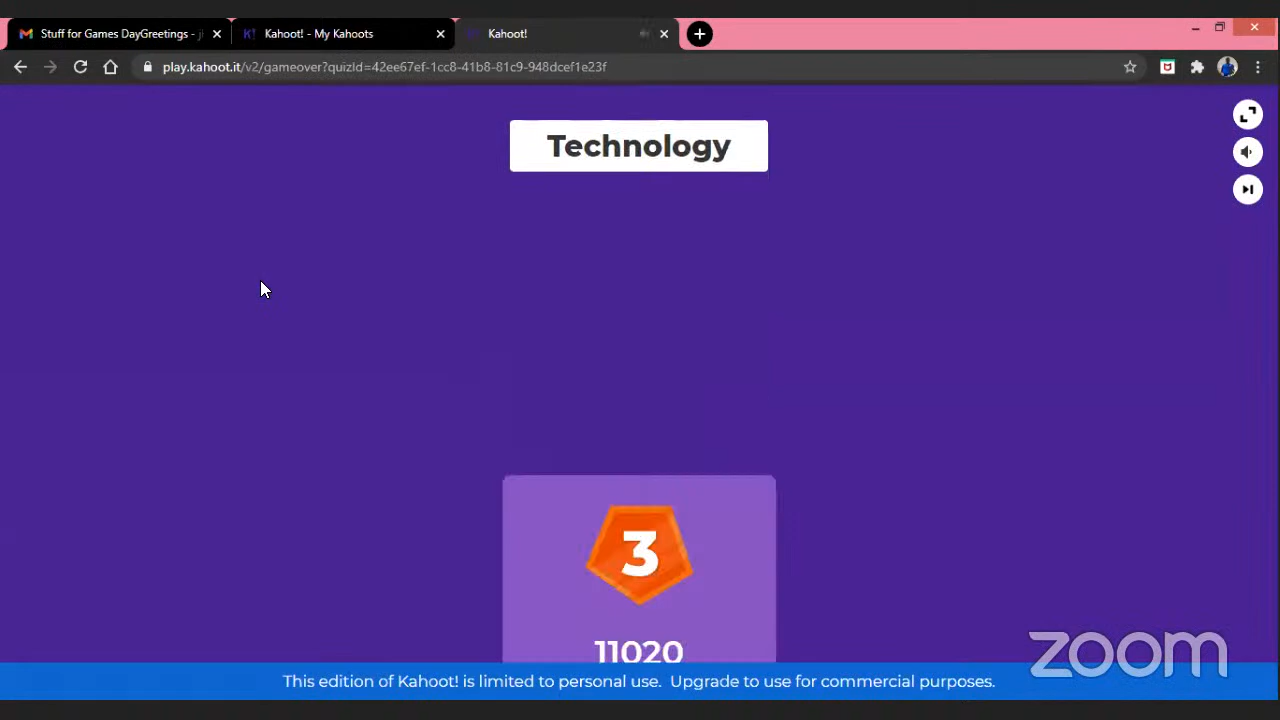 Stuff for Games DayGreetings - j
Kahoot! - My Kahoots
Kahoot!
play.kahoot.it/v2/gameover?quizId=42ee67ef-1cc8-41b8-81c9-948dcef1e23f
Technology
3
11020
This edition of Kahoot! is limited to personal use. Upgrade to use for commercial purposes.
zoom